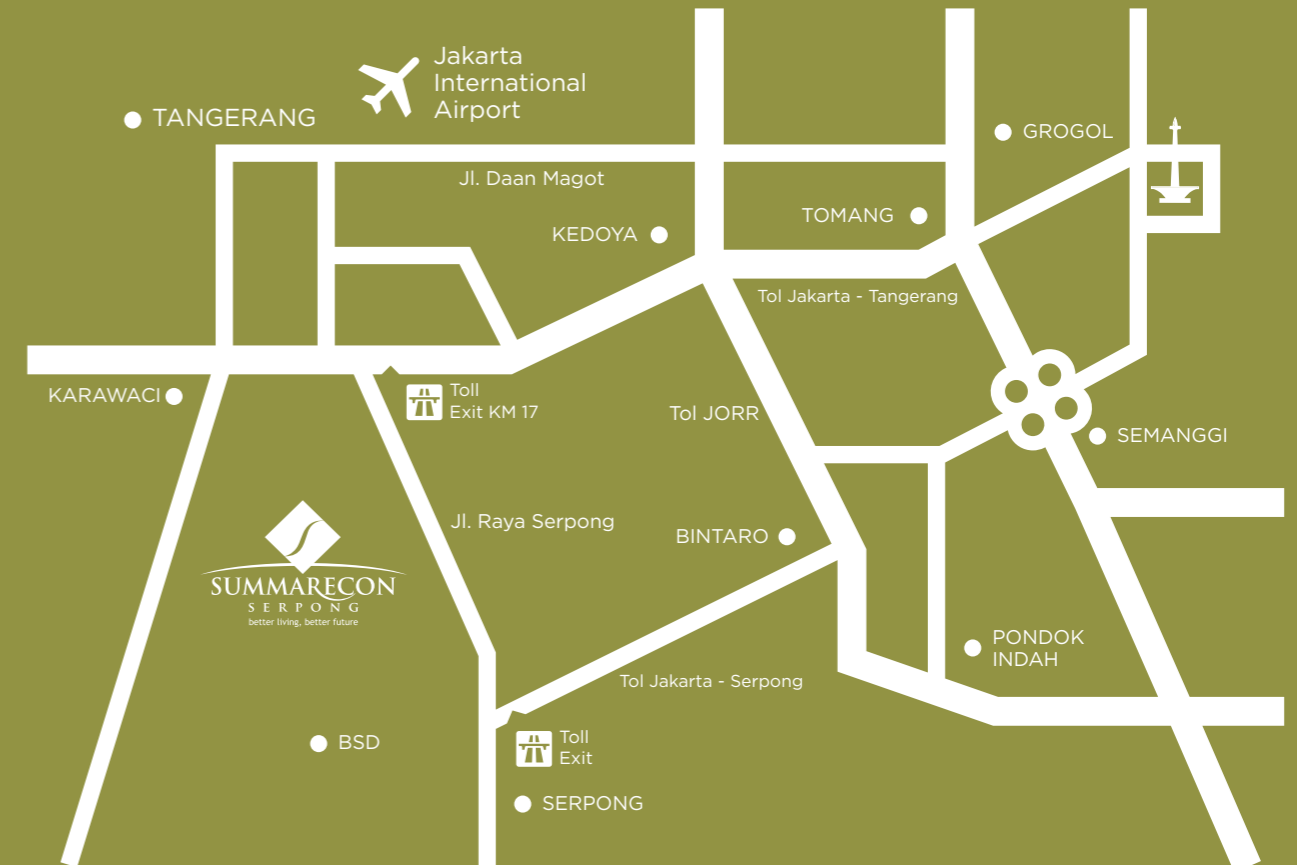 Jakarta
International
Airport
TANGERANG
GROGOL
Jl. Daan Magot
TOMANG
KEDOYA
Tol Jakarta - Tangerang
KARAWACI
Toll
Exit KM 17
Tol JORR
SEMANGGI
Jl. Raya Serpong
BINTARO
SUMMARECON
SERPONG
better living, better future
PONDOK
INDAH
Tol Jakarta - Serpong
BSD
Toll
Exit
SERPONG